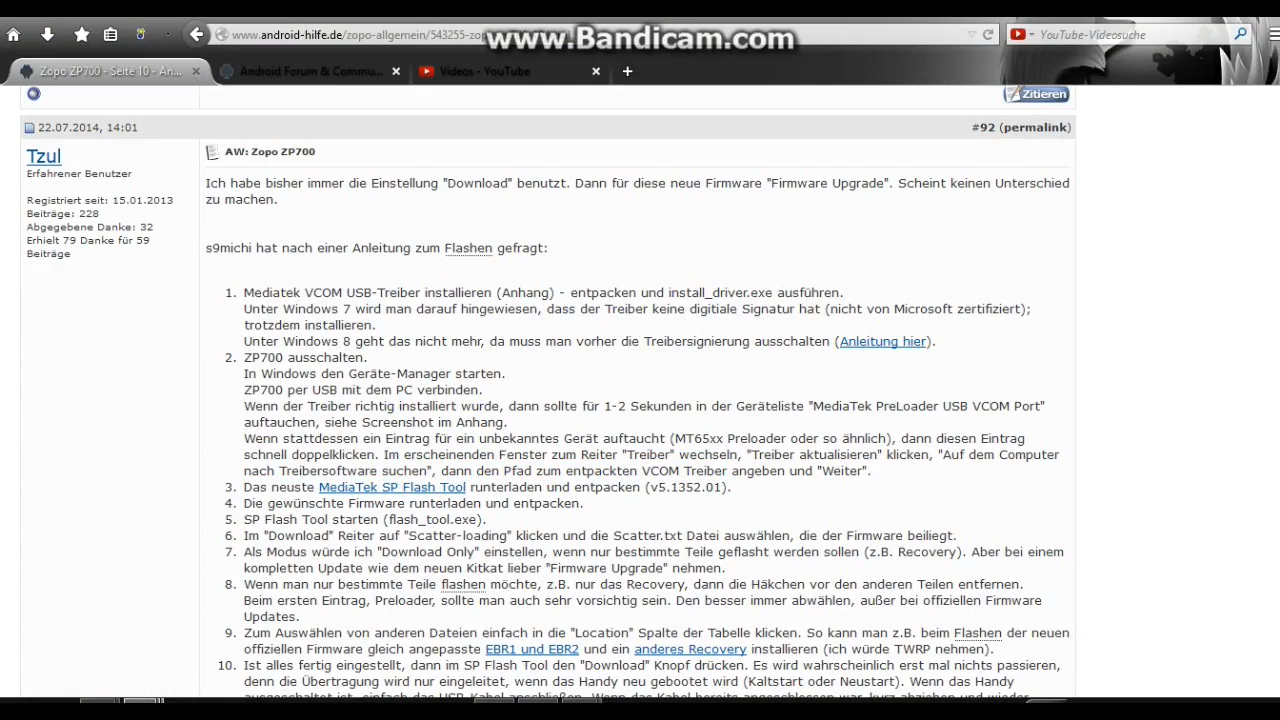 www.android-hilfe.de/zopo-allgemein/543255-zop
www.Bandicam.com
YouTube-Videosuche
Zopo ZP700 - Seite 10 - An...
Android Forum & Commu...
Videos - YouTube
Zitieren
22.07.2014, 14:01
#92 (permalink)
Tzul
Erfahrener Benutzer
Registriert seit: 15.01.2013
Beiträge: 228
Abgegebene Danke: 32
Erhielt 79 Danke für 59
Beiträge
AW: Zopo ZP700
Ich habe bisher immer die Einstellung "Download" benutzt. Dann für diese neue Firmware "Firmware Upgrade". Scheint keinen Unterschied
zu machen.
s9michi hat nach einer Anleitung zum Flashen gefragt:
1. Mediatek VCOM USB-Treiber installieren (Anhang) - entpacken und install_driver.exe ausführen.
Unter Windows 7 wird man darauf hingewiesen, dass der Treiber keine digitiale Signatur hat (nicht von Microsoft zertifiziert);
trotzdem installieren.
Unter Windows 8 geht das nicht mehr, da muss man vorher die Treibersignierung ausschalten (Anleitung hier).
2. ZP700 ausschalten.
In Windows den Geräte-Manager starten.
ZP700 per USB mit dem PC verbinden.
Wenn der Treiber richtig installiert wurde, dann sollte für 1-2 Sekunden in der Geräteliste "MediaTek PreLoader USB VCOM Port"
auftauchen, siehe Screenshot im Anhang.
Wenn stattdessen ein Eintrag für ein unbekanntes Gerät auftaucht (MT65xx Preloader oder so ähnlich), dann diesen Eintrag
schnell doppelklicken. Im erscheinenden Fenster zum Reiter "Treiber" wechseln, "Treiber aktualisieren" klicken, "Auf dem Computer
nach Treibersoftware suchen", dann den Pfad zum entpackten VCOM Treiber angeben und "Weiter".
3. Das neuste MediaTek SP Flash Tool runterladen und entpacken (v5.1352.01).
4. Die gewünschte Firmware runterladen und entpacken.
5. SP Flash Tool starten (flash_tool.exe).
6. Im "Download" Reiter auf "Scatter-loading" klicken und die Scatter.txt Datei auswählen, die der Firmware beiliegt.
7. Als Modus würde ich "Download Only" einstellen, wenn nur bestimmte Teile geflasht werden sollen (z.B. Recovery). Aber bei einem
kompletten Update wie dem neuen Kitkat lieber "Firmware Upgrade" nehmen.
8. Wenn man nur bestimmte Teile flashen möchte, z.B. nur das Recovery, dann die Häkchen vor den anderen Teilen entfernen.
Beim ersten Eintrag, Preloader, sollte man auch sehr vorsichtig sein. Den besser immer abwählen, außer bei offiziellen Firmware
Updates.
9. Zum Auswählen von anderen Dateien einfach in die "Location" Spalte der Tabelle klicken. So kann man z.B. beim Flashen der neuen
offiziellen Firmware gleich angepasste EBR1 und EBR2 und ein anderes Recovery installieren (ich würde TWRP nehmen).
10. Ist alles fertig eingestellt, dann im SP Flash Tool den "Download" Knopf drücken. Es wird wahrscheinlich erst mal nichts passieren,
denn die Übertragung wird nur eingeleitet, wenn das Handy neu gebootet wird (Kaltstart oder Neustart). Wenn das Handy
ausgeschaltet ist, einfach das USB-Kabel anschließen. Wenn das Kabel bereits angeschlossen war, kurz abziehen und wieder